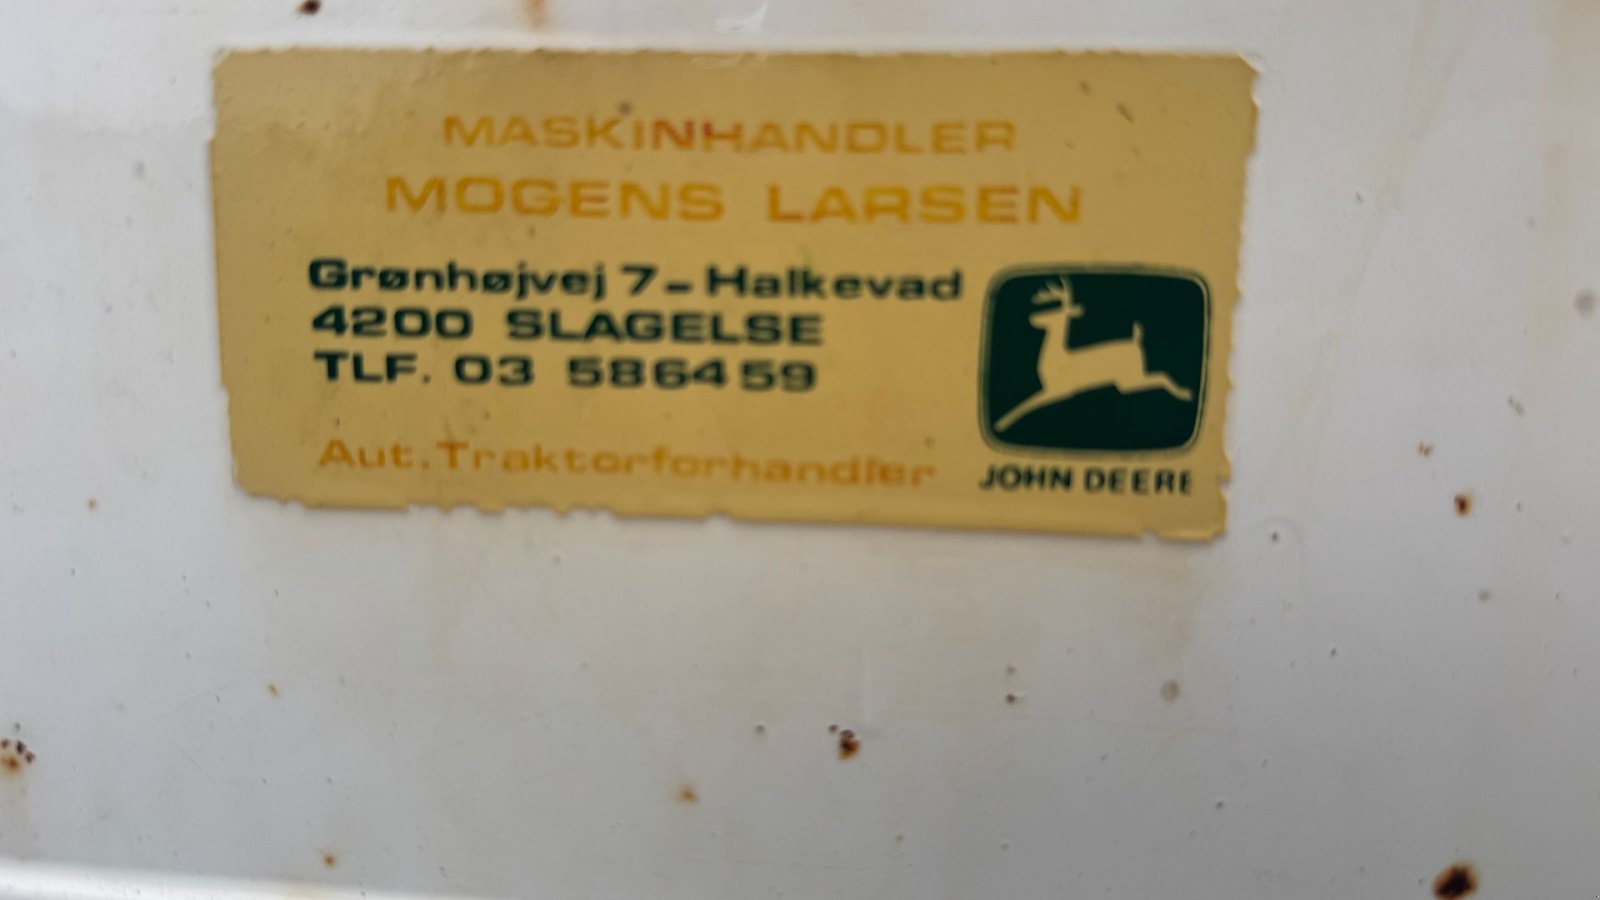 MASKINHANDLER
MOGENS LARSEN
Grønhøjvej 7 - Halkevad
4200 SLAGELSE
TLF. 03 586459
Aut. Traktorforhandler
JOHN DEERE